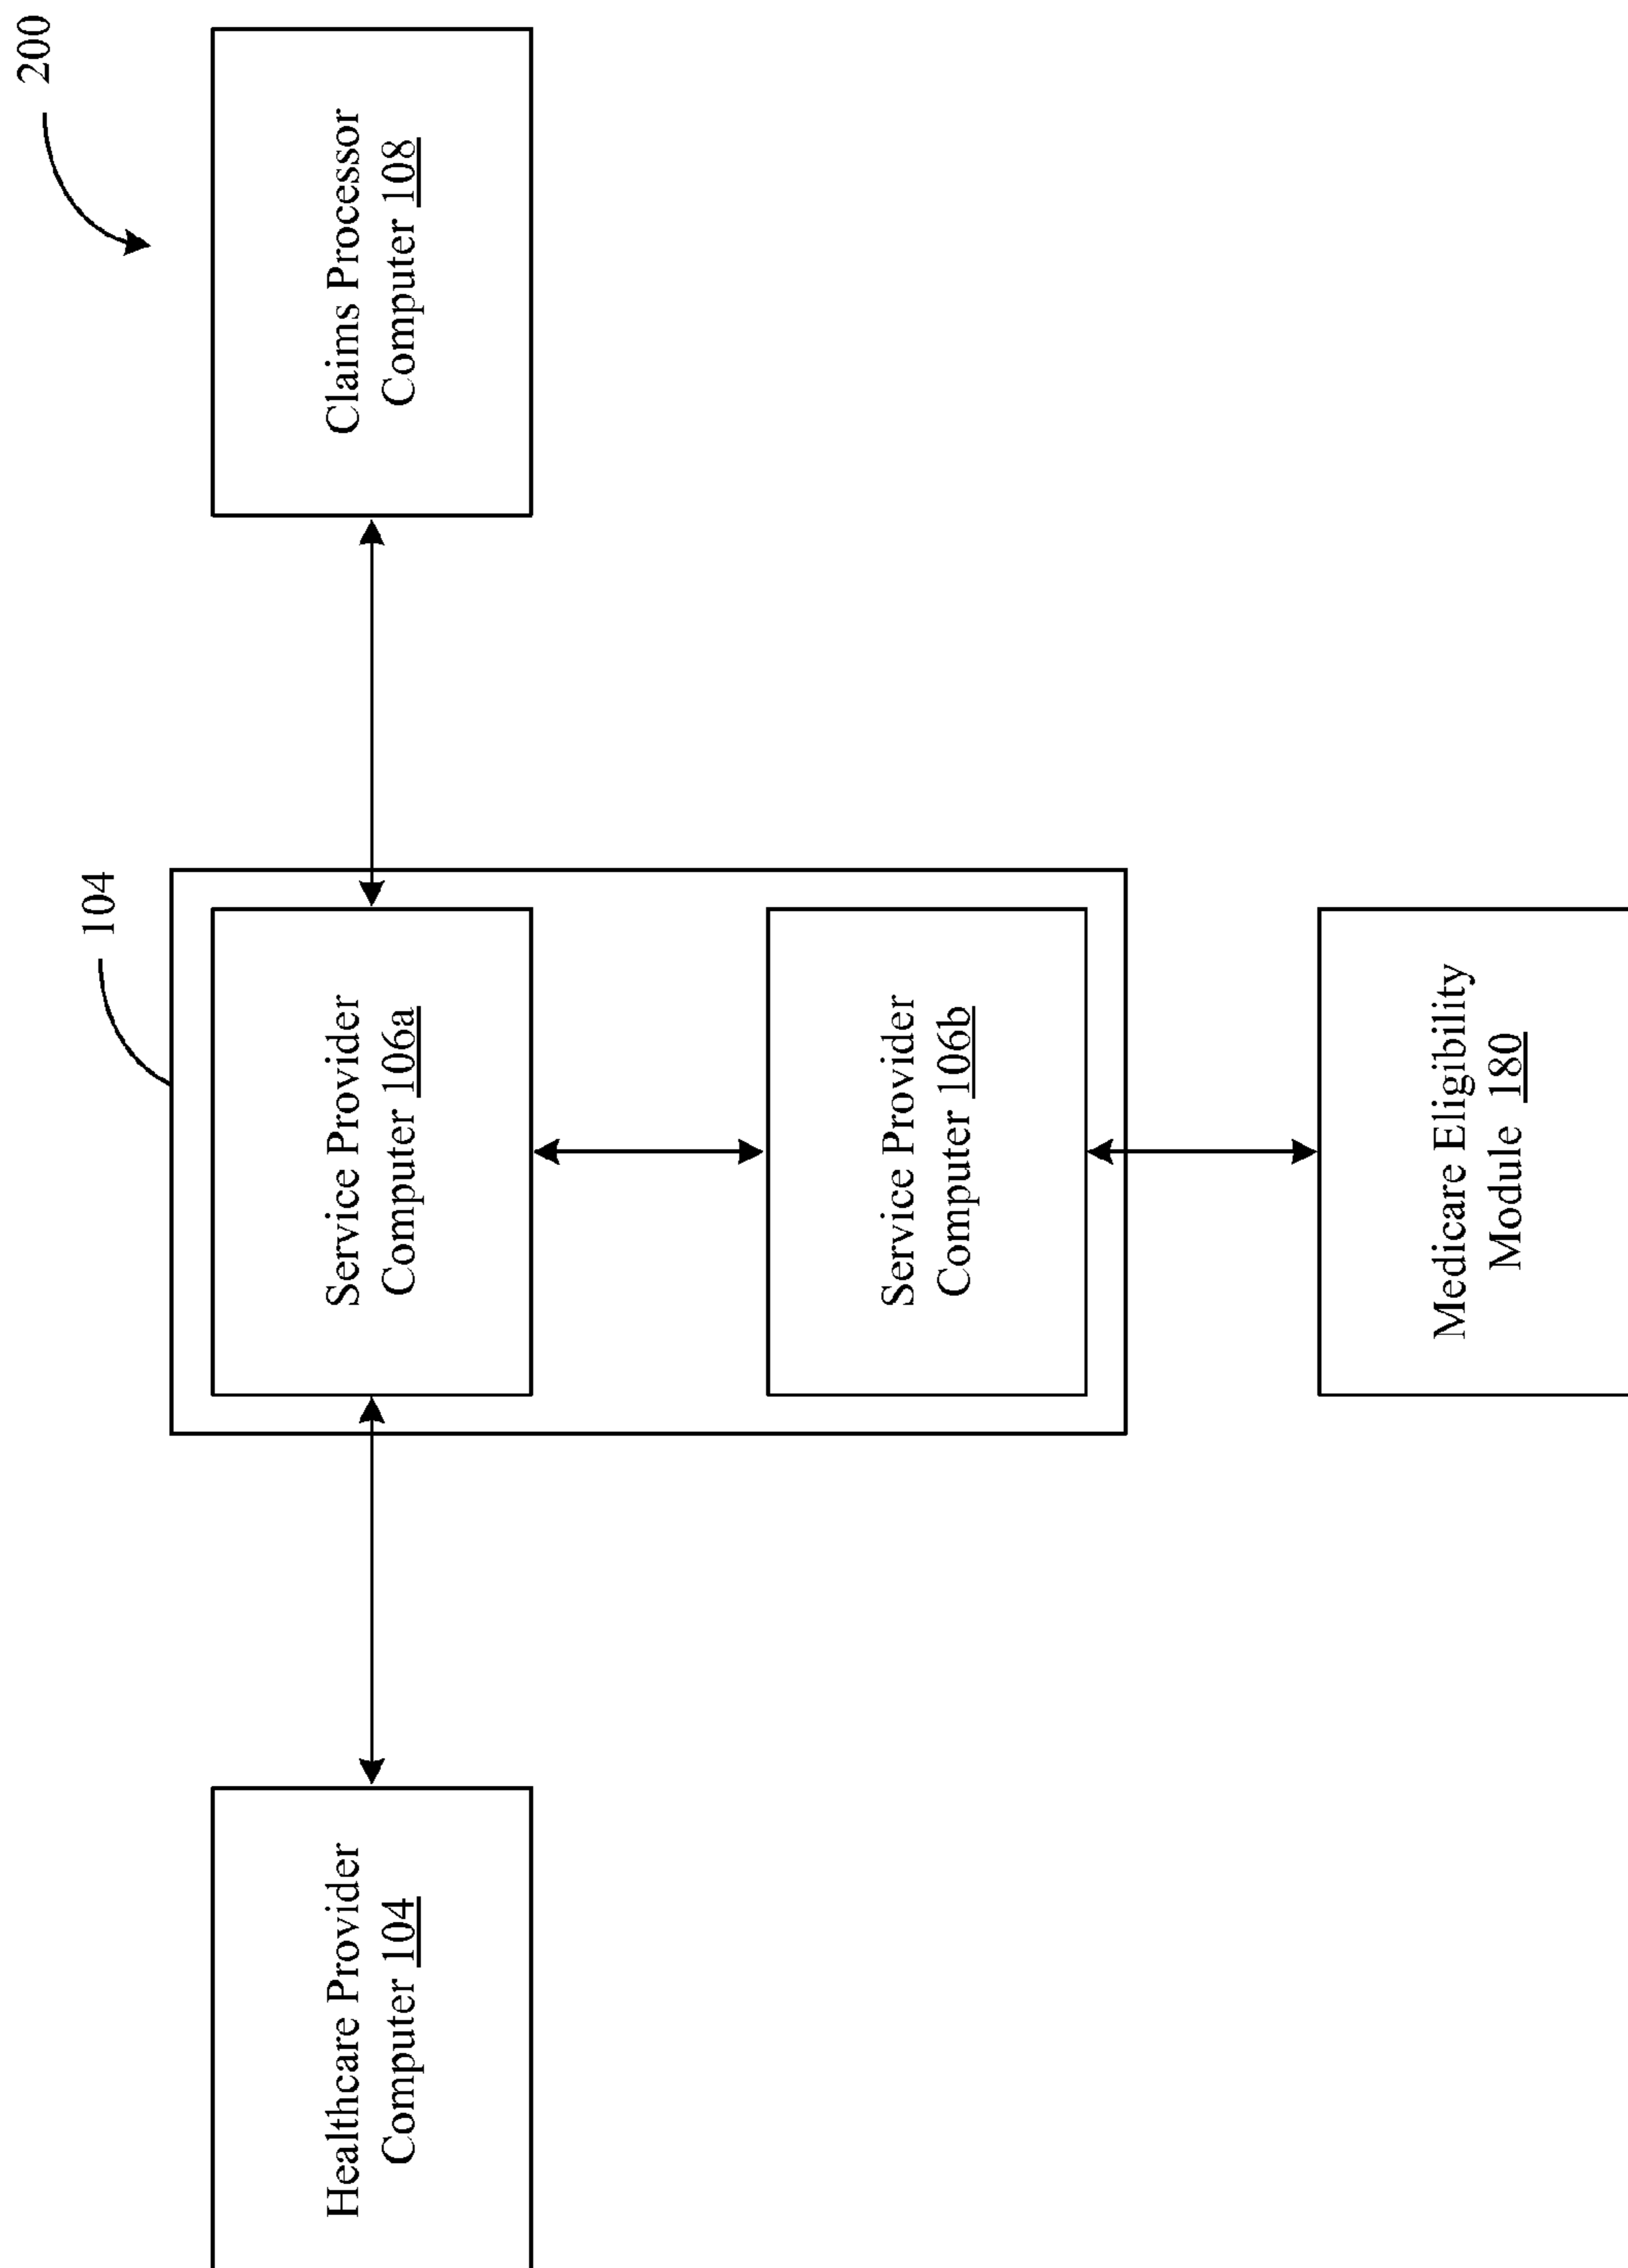 200
104
Healthcare Provider
Computer 104
Service Provider
Computer 106a
Claims Processor
Computer 108
Service Provider
Computer 106b
Medicare Eligibility
Module 180